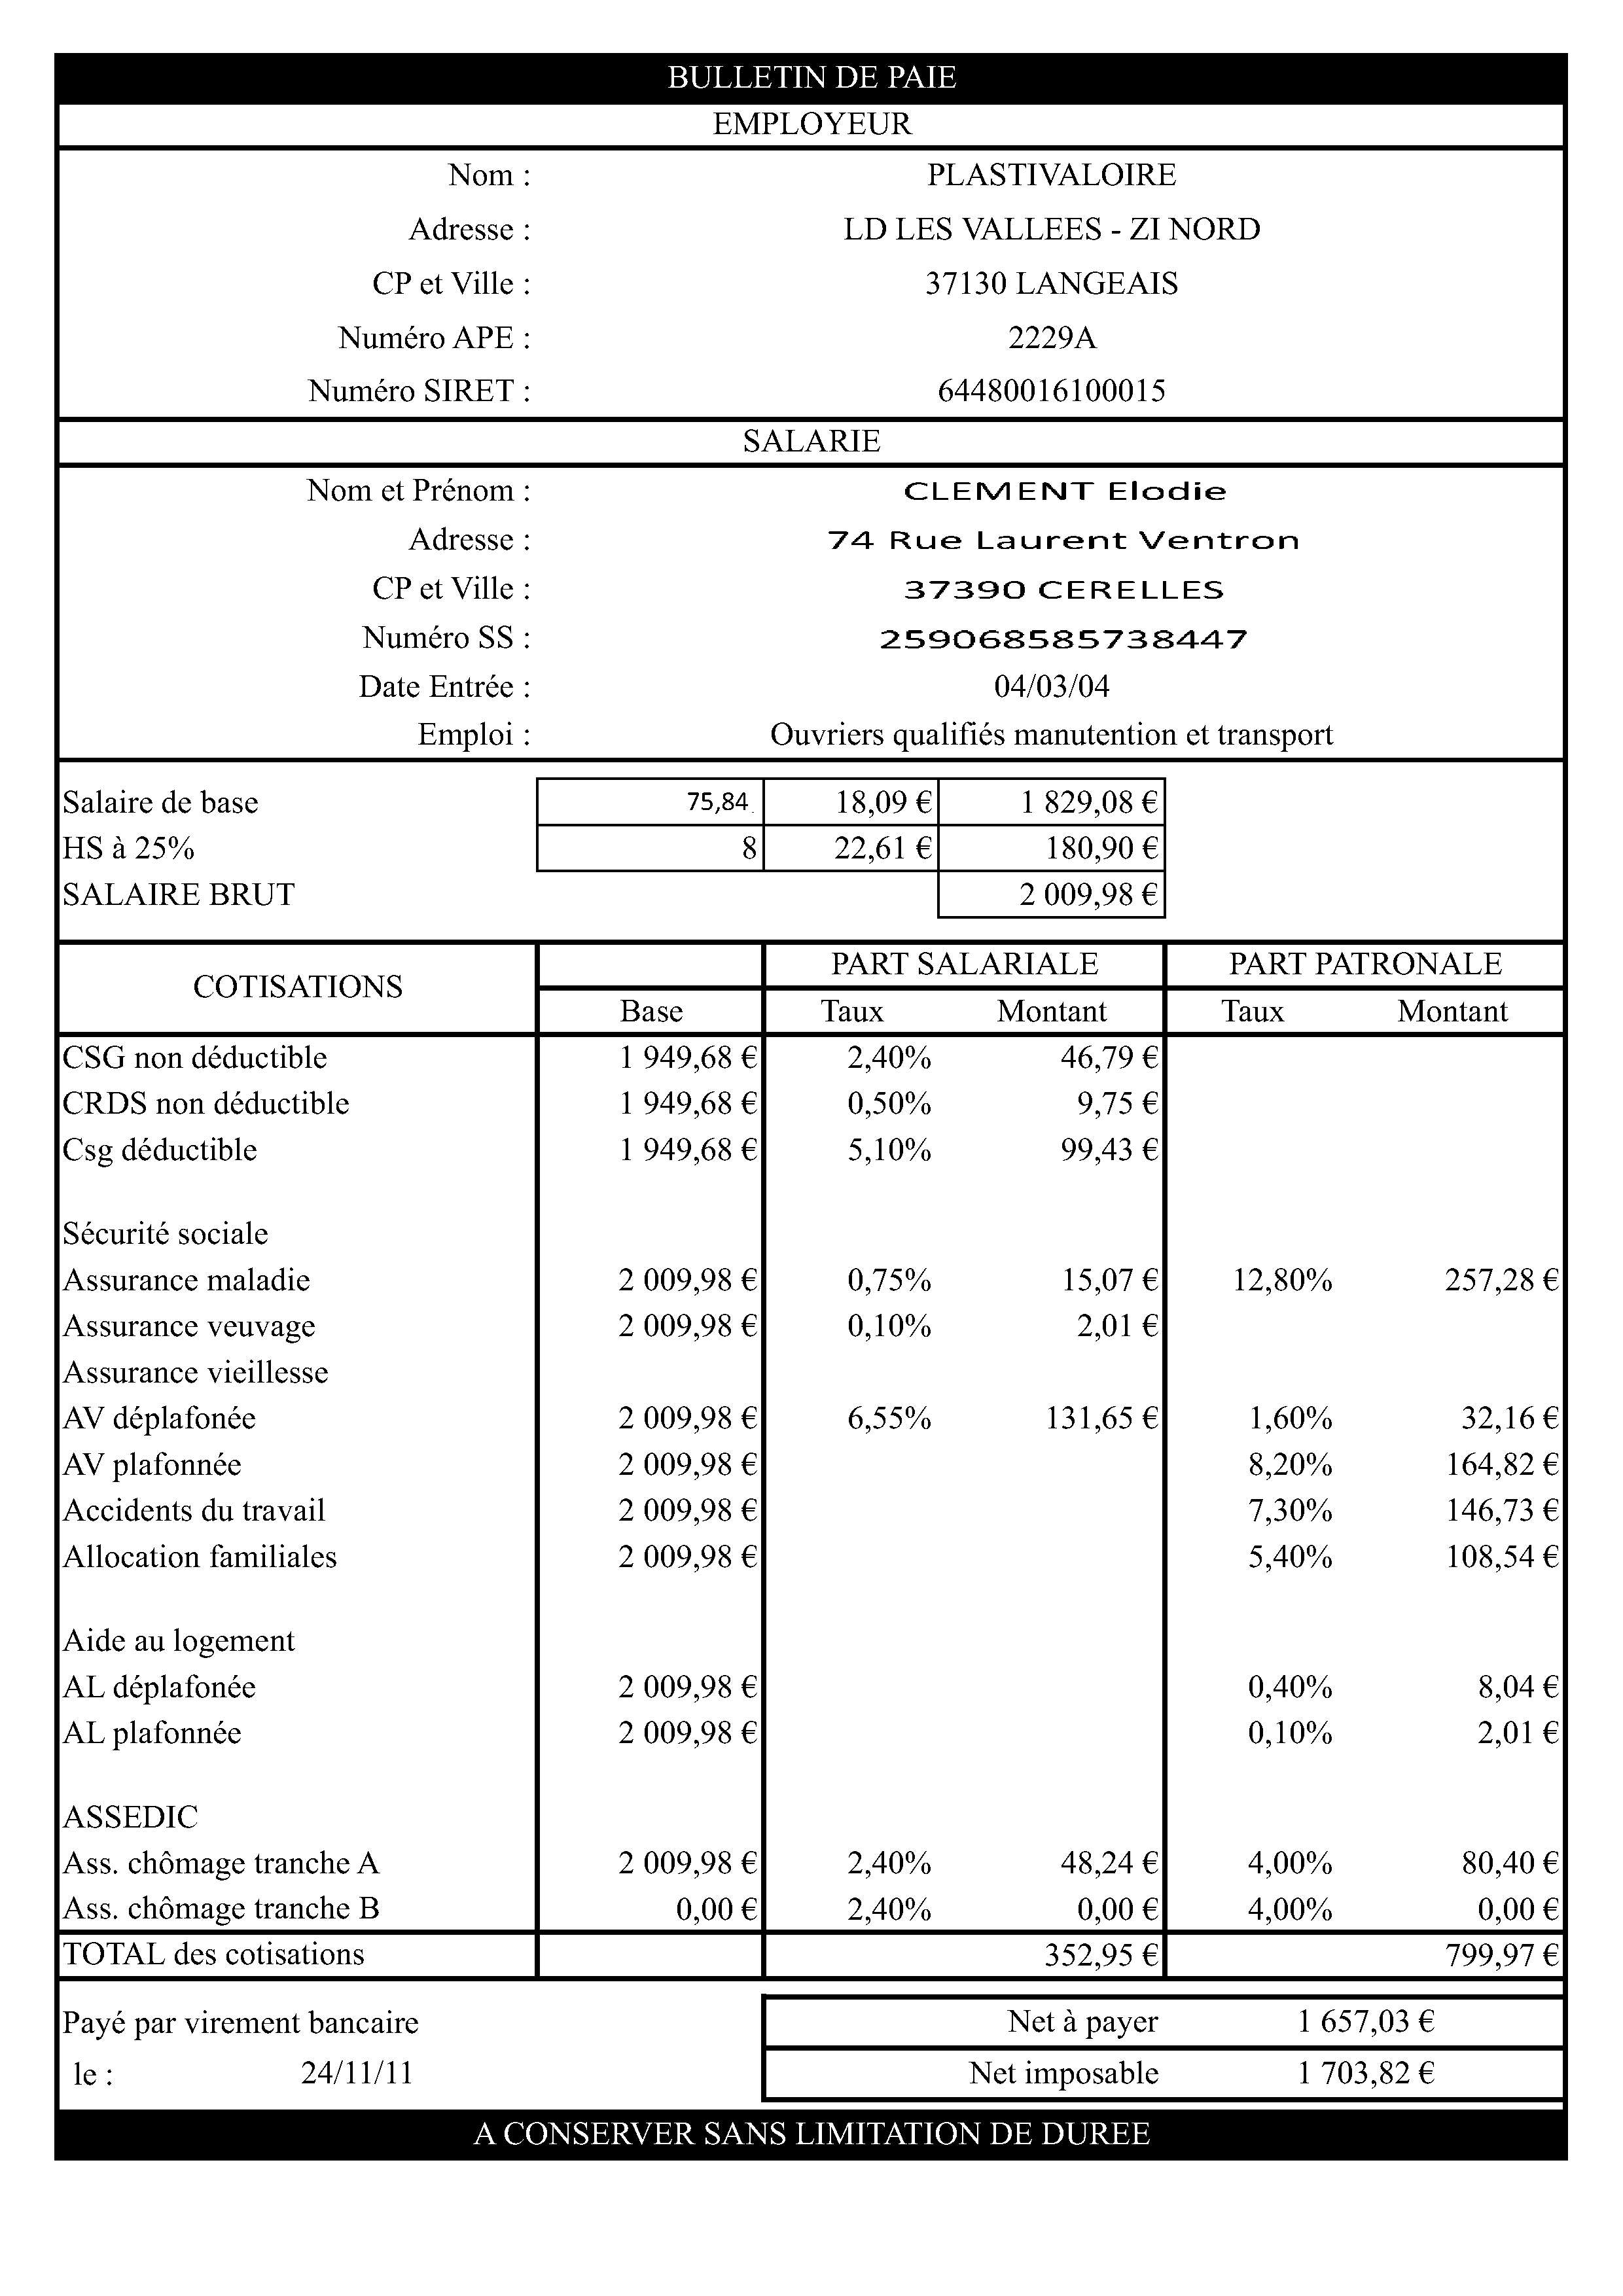 BULLETIN DE PAIE
EMPLOYEUR
Nom : PLASTIVALOIRE
Adresse : LD LES VALLEES - ZI NORD
CP et Ville : 37130 LANGEAIS
Numéro APE : 2229A
Numéro SIRET : 64480016100015
SALARIE
Nom et Prénom : CLEMENT Elodie
Adresse : 74 Rue Laurent Ventron
CP et Ville : 37390 CERELLES
Numéro SS : 259068585738447
Date Entrée : 04/03/04
Emploi : Ouvriers qualifiés manutention et transport
Salaire de base 75,84 18,09 € 1 829,08 €
HS à 25% 8 22,61 € 180,90 €
SALAIRE BRUT 2 009,98 €
COTISATIONS PART SALARIALE PART PATRONALE
Base Taux Montant Taux Montant
CSG non déductible 1 949,68 € 2,40% 46,79 €
CRDS non déductible 1 949,68 € 0,50% 9,75 €
Csg déductible 1 949,68 € 5,10% 99,43 €
Sécurité sociale
Assurance maladie 2 009,98 € 0,75% 15,07 € 12,80% 257,28 €
Assurance veuvage 2 009,98 € 0,10% 2,01 €
Assurance vieillesse
AV déplafonée 2 009,98 € 6,55% 131,65 € 1,60% 32,16 €
AV plafonnée 2 009,98 € 8,20% 164,82 €
Accidents du travail 2 009,98 € 7,30% 146,73 €
Allocation familiales 2 009,98 € 5,40% 108,54 €
Aide au logement
AL déplafonée 2 009,98 € 0,40% 8,04 €
AL plafonnée 2 009,98 € 0,10% 2,01 €
ASSEDIC
Ass. chômage tranche A 2 009,98 € 2,40% 48,24 € 4,00% 80,40 €
Ass. chômage tranche B 0,00 € 2,40% 0,00 € 4,00% 0,00 €
TOTAL des cotisations 352,95 € 799,97 €
Payé par virement bancaire Net à payer 1 657,03 €
le : 24/11/11 Net imposable 1 703,82 €
A CONSERVER SANS LIMITATION DE DUREE